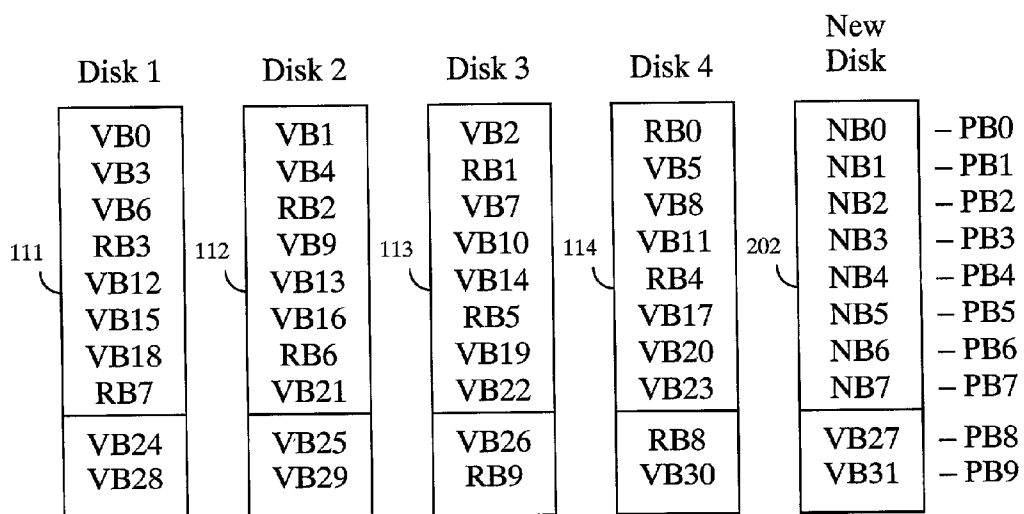 New
Disk 1 Disk 2 Disk 3 Disk 4 Disk
VB0 VB1 VB2 RB0 NB0 – PB0
VB3 VB4 RB1 VB5 NB1 – PB1
VB6 RB2 VB7 VB8 NB2 – PB2
111 RB3 112 VB9 113 VB10 114 VB11 202 NB3 – PB3
VB12 VB13 VB14 RB4 NB4 – PB4
VB15 VB16 RB5 VB17 NB5 – PB5
VB18 RB6 VB19 VB20 NB6 – PB6
RB7 VB21 VB22 VB23 NB7 – PB7
VB24 VB25 VB26 RB8 VB27 – PB8
VB28 VB29 RB9 VB30 VB31 – PB9